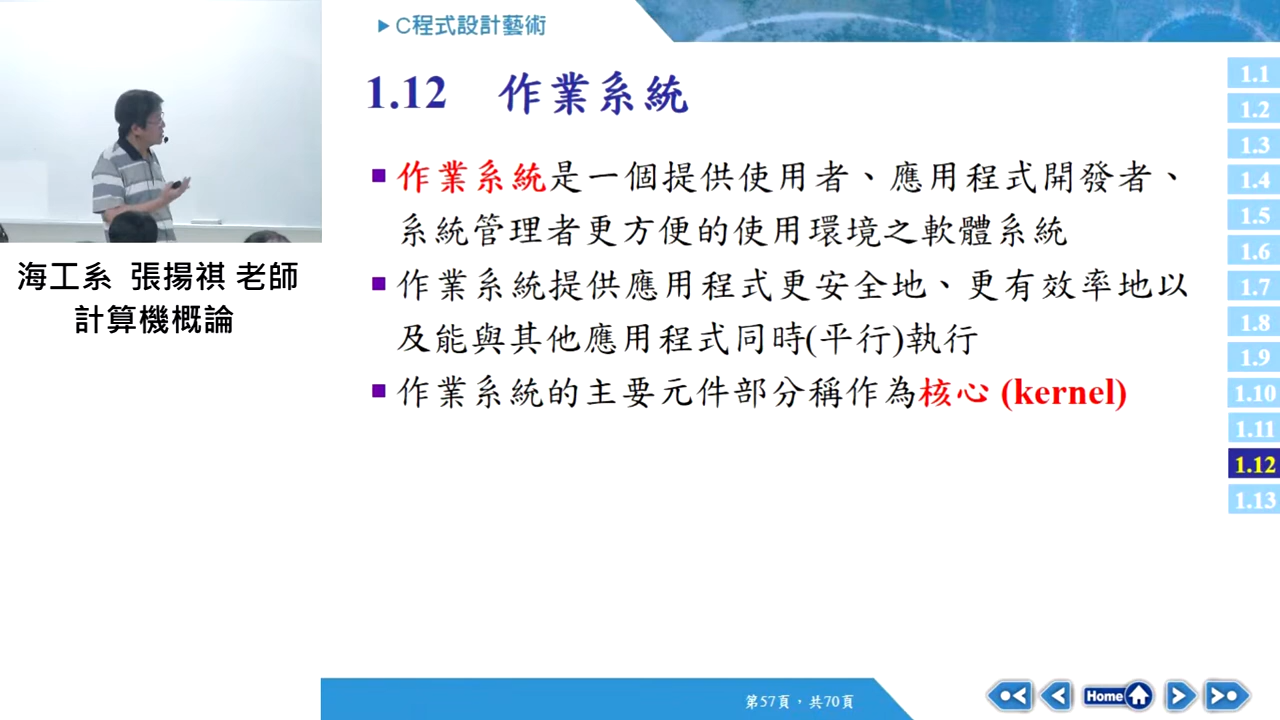 C程式設計藝術
1.12 作業系統
作業系統是一個提供使用者、應用程式開發者、
系統管理者更方便的使用環境之軟體系統
作業系統提供應用程式更安全地、更有效率地以
及能與其他應用程式同時(平行)執行
作業系統的主要元件部分稱作為核心 (kernel)
海工系 張揚祺 老師
計算機概論
1.1
1.2
1.3
1.4
1.5
1.6
1.7
1.8
1.9
1.10
1.11
1.12
1.13
第57頁，共70頁
Home